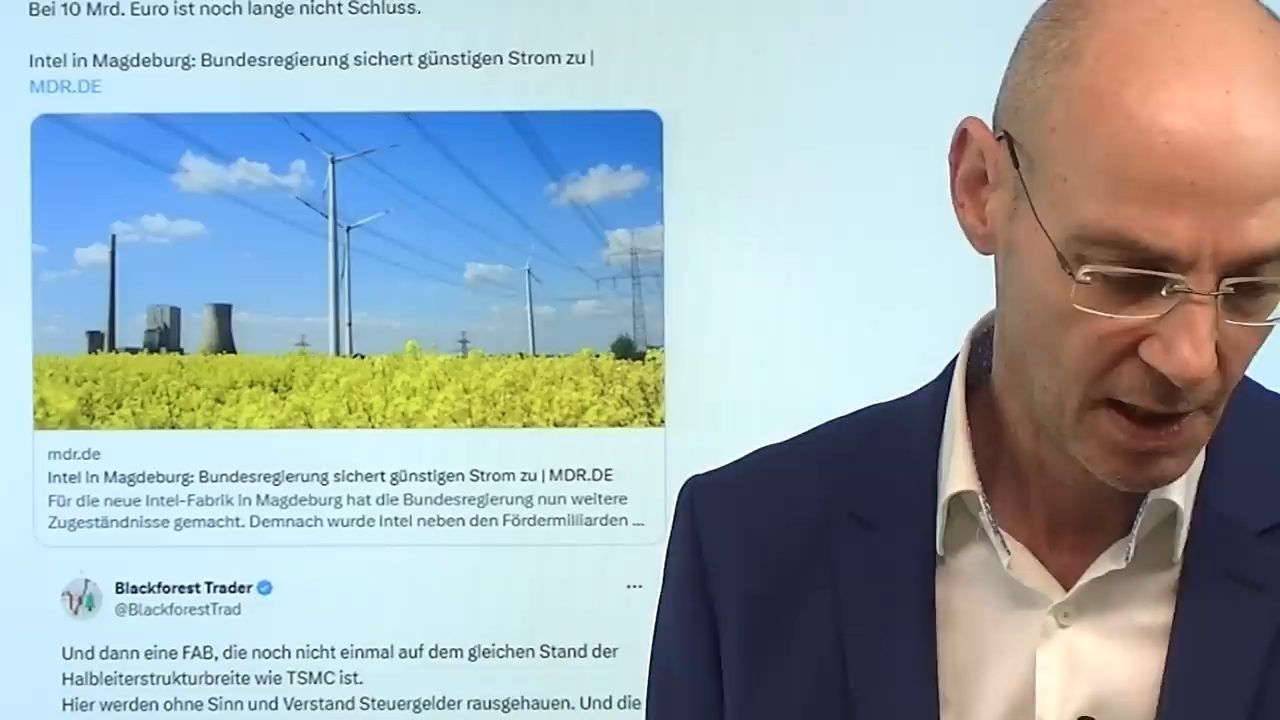 Bei 10 Mrd. Euro ist noch lange nicht Schluss.
Intel in Magdeburg: Bundesregierung sichert günstigen Strom zu |
MDR.DE
mdr.de
Intel in Magdeburg: Bundesregierung sichert günstigen Strom zu | MDR.DE
Für die neue Intel-Fabrik in Magdeburg hat die Bundesregierung nun weitere
Zugeständnisse gemacht. Demnach wurde Intel neben den Fördermilliarden ...
Blackforest Trader
@BlackforestTrad
Und dann eine FAB, die noch nicht einmal auf dem gleichen Stand der
Halbleiterstrukturbreite wie TSMC ist.
Hier werden ohne Sinn und Verstand Steuergelder rausgehauen. Und die